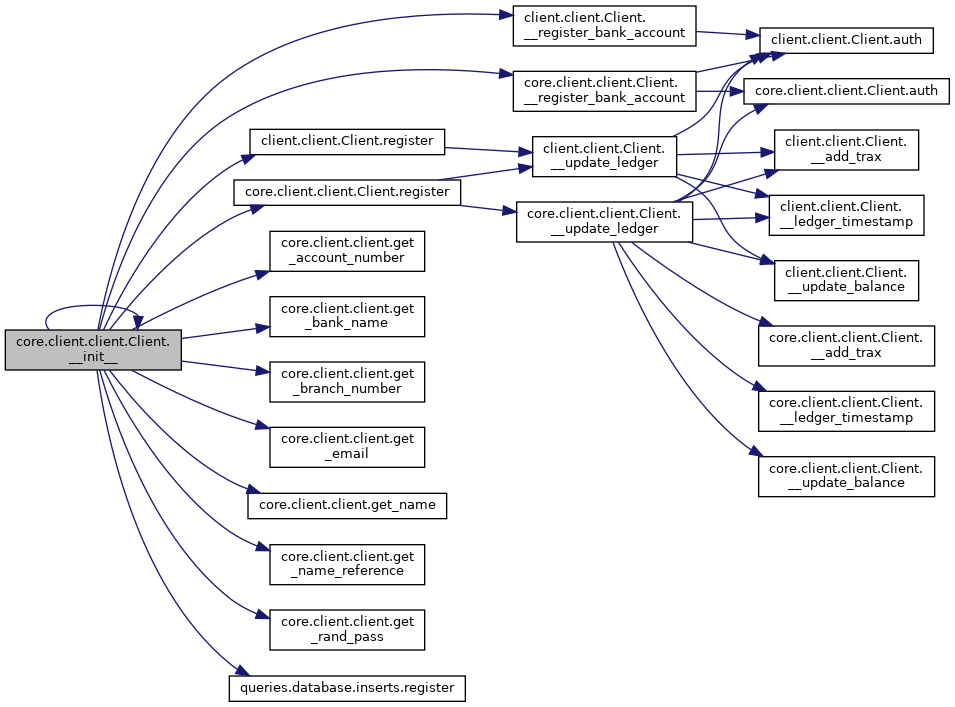 client.client.Client.
__register_bank_account
client.client.Client.auth
core.client.client.Client.
__register_bank_account
core.client.client.Client.auth
client.client.Client.register
client.client.Client.
__update_ledger
client.client.Client.
__add_trax
core.client.client.Client.register
core.client.client.Client.
__update_ledger
client.client.Client.
__ledger_timestamp
core.client.client.get
_account_number
client.client.Client.
__update_balance
core.client.client.get
_bank_name
core.client.client.Client.
__init__
core.client.client.Client.
__add_trax
core.client.client.get
_branch_number
core.client.client.Client.
__ledger_timestamp
core.client.client.get
_email
core.client.client.Client.
__update_balance
core.client.client.get_name
core.client.client.get
_name_reference
core.client.client.get
_rand_pass
queries.database.inserts.register